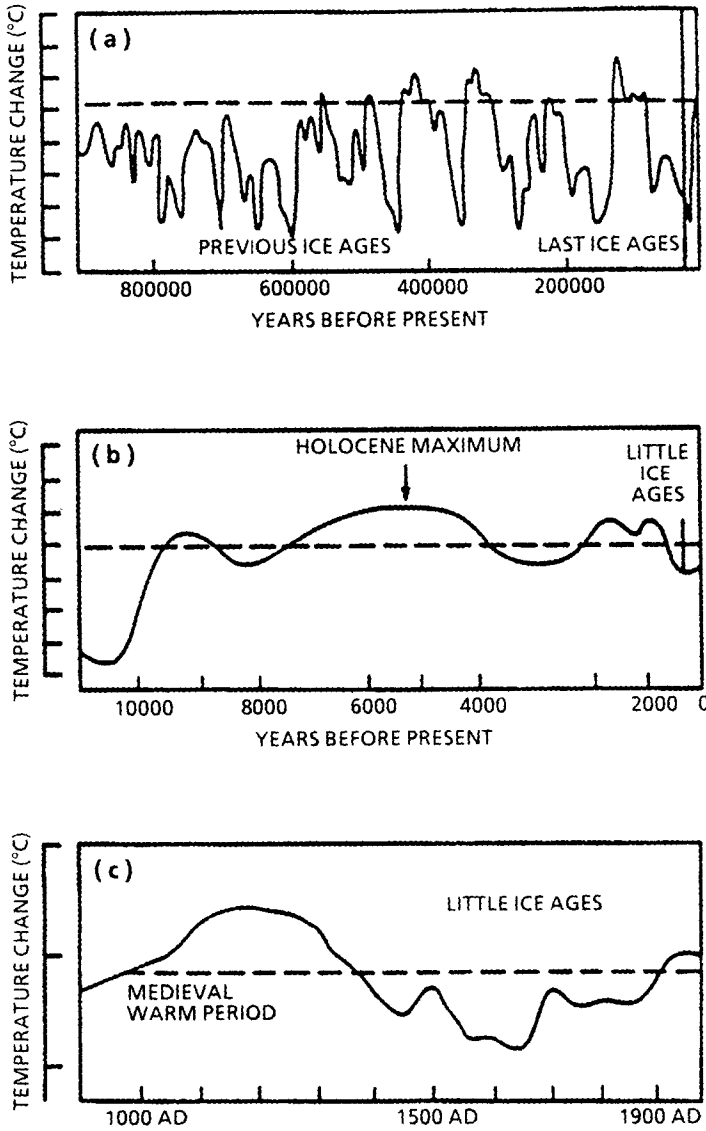 TEMPERATURE CHANGE (°C)
(a)
PREVIOUS ICE AGES
LAST ICE AGES
800000
600000
400000
200000
YEARS BEFORE PRESENT
TEMPERATURE CHANGE (°C)
(b)
HOLOCENE MAXIMUM
LITTLE
ICE
AGES
10000
8000
6000
4000
2000
0
YEARS BEFORE PRESENT
TEMPERATURE CHANGE (°C)
(c)
LITTLE ICE AGES
MEDIEVAL
WARM PERIOD
1000 AD
1500 AD
1900 AD